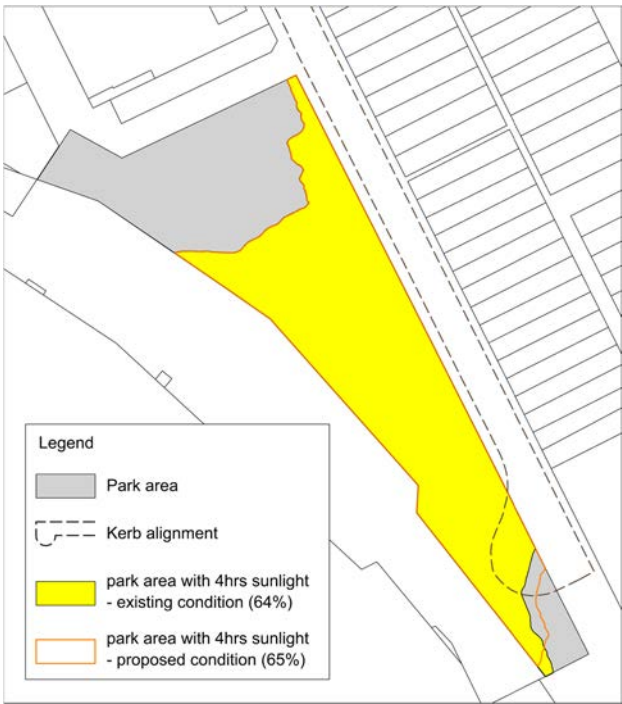 Legend
Park area
Kerb alignment
park area with 4hrs sunlight
- existing condition (64%)
park area with 4hrs sunlight
- proposed condition (65%)